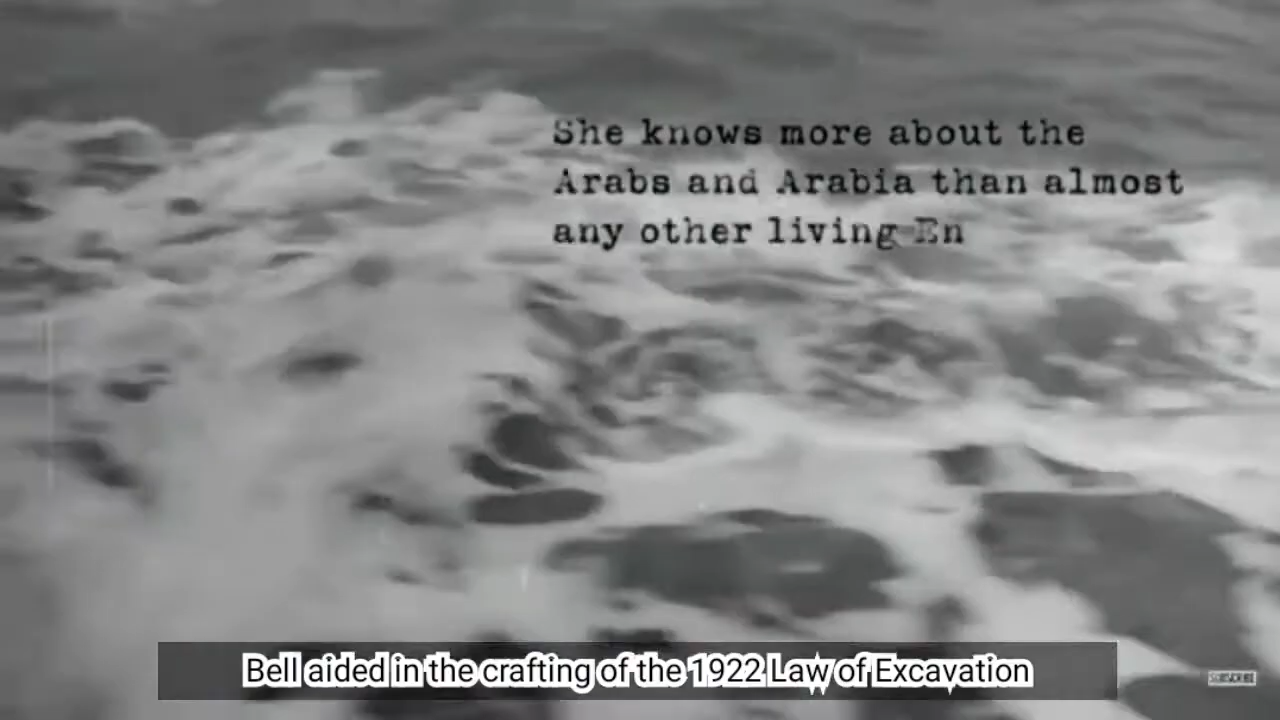 She knows more about the
Arabs and Arabia than almost
any other living En
Bell aided in the crafting of the 1922 Law of Excavation
SUBSCRIBE